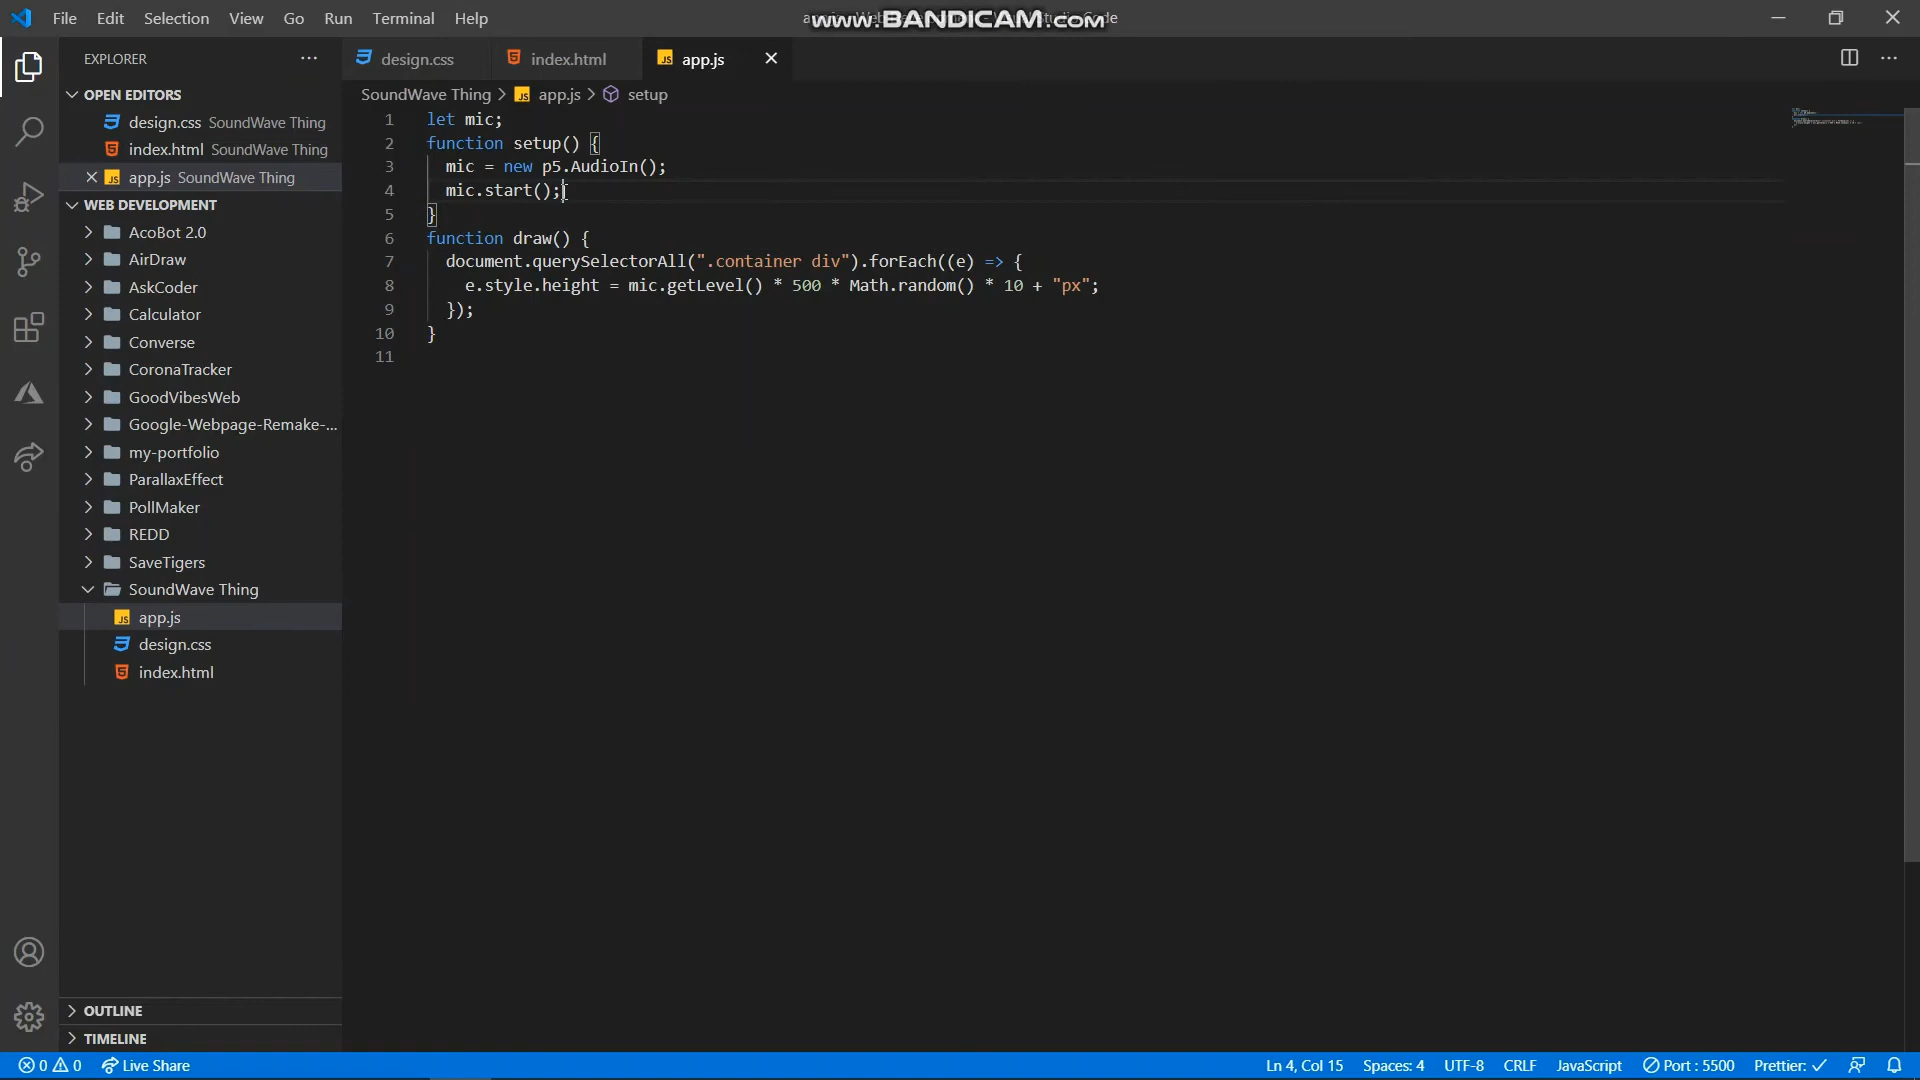 File Edit Selection View Go Run Terminal Help
www.BANDICAM.com
EXPLORER
design.css
index.html
JS app.js
OPEN EDITORS
design.css SoundWave Thing
index.html SoundWave Thing
JS app.js SoundWave Thing
WEB DEVELOPMENT
AcoBot 2.0
AirDraw
AskCoder
Calculator
Converse
CoronaTracker
GoodVibesWeb
Google-Webpage-Remake-...
my-portfolio
ParallaxEffect
PollMaker
REDD
SaveTigers
SoundWave Thing
JS app.js
design.css
index.html
OUTLINE
TIMELINE
SoundWave Thing > JS app.js > setup
1 let mic;
2 function setup() {
3 mic = new p5.AudioIn();
4 mic.start();
5 }
6 function draw() {
7 document.querySelectorAll(".container div").forEach((e) => {
8 e.style.height = mic.getLevel() * 500 * Math.random() * 10 + "px";
9 });
10 }
11
0 0 Live Share Ln 4, Col 15 Spaces: 4 UTF-8 CRLF JavaScript Port : 5500 Prettier: ✓